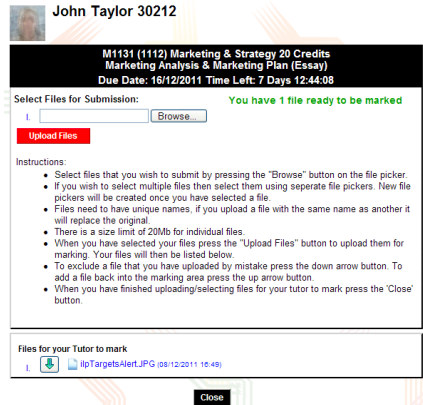 John Taylor 30212
M1131 (1112) Marketing & Strategy 20 Credits
Marketing Analysis & Marketing Plan (Essay)
Due Date: 16/12/2011 Time Left: 7 Days 12:44:08
Select Files for Submission:
You have 1 file ready to be marked
I.
Browse...
Upload Files
Instructions:
• Select files that you wish to submit by pressing the "Browse" button on the file picker.
• If you wish to select multiple files then select them using seperate file pickers. New file
pickers will be created once you have selected a file.
• Files need to have unique names, if you upload a file with the same name as another it
will replace the original.
• There is a size limit of 20Mb for individual files.
• When you have selected your files press the "Upload Files" button to upload them for
marking. Your files will then be listed below.
• To exclude a file that you have uploaded by mistake press the down arrow button. To
add a file back into the marking area press the up arrow button.
• When you have finished uploading/selecting files for your tutor to mark press the 'Close'
button.
Files for your Tutor to mark
I. ilpTargetsAlert.JPG (08/12/2011 16:49)
Close